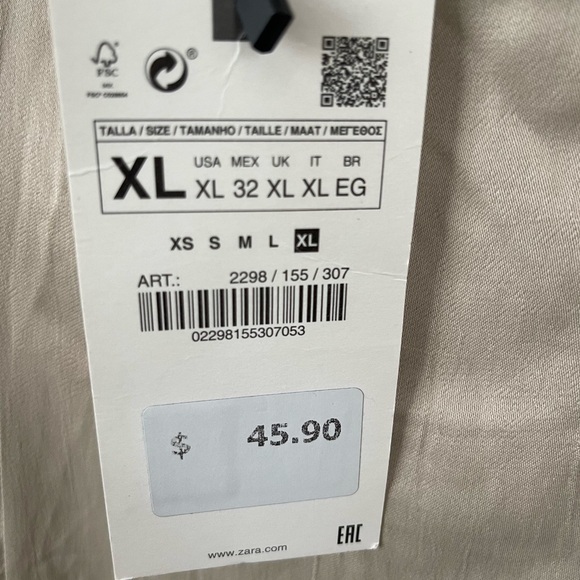 FSC
®
TALLA / SIZE / TAMANHO / TAILLE / MAAT / ΜΕΓΕΘΟΣ
XL
USA MEX UK IT BR
XL 32 XL XL EG
XS S M L XL
ART.: 2298 / 155 / 307
02298155307053
$ 45.90
EAC
www.zara.com